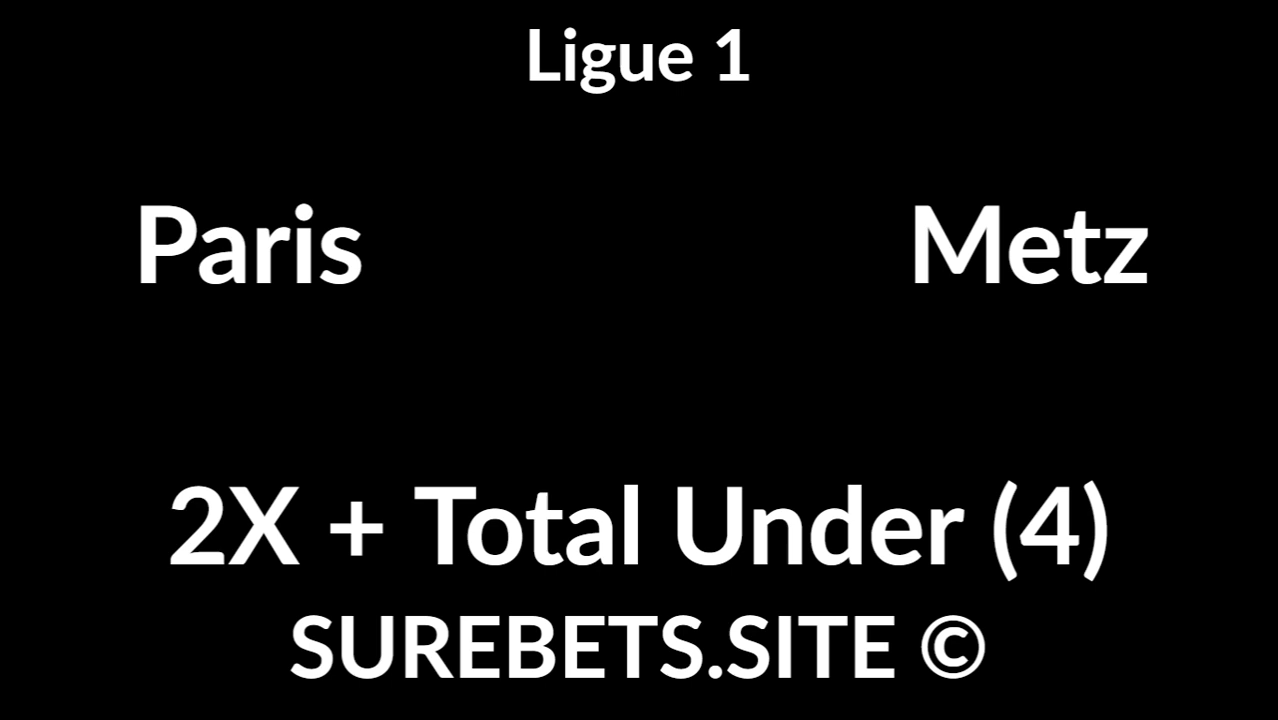 Ligue 1
Paris Metz
2X + Total Under (4)
SUREBETS.SITE ©